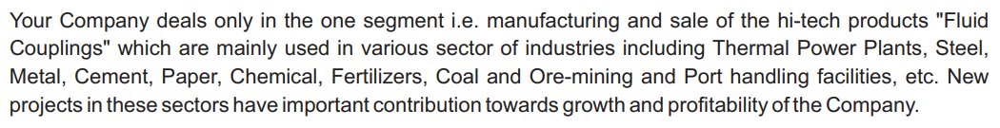 Your Company deals only in the one segment i.e. manufacturing and sale of the hi-tech products "Fluid
Couplings" which are mainly used in various sector of industries including Thermal Power Plants, Steel,
Metal, Cement, Paper, Chemical, Fertilizers, Coal and Ore-mining and Port handling facilities, etc. New
projects in these sectors have important contribution towards growth and profitability of the Company.